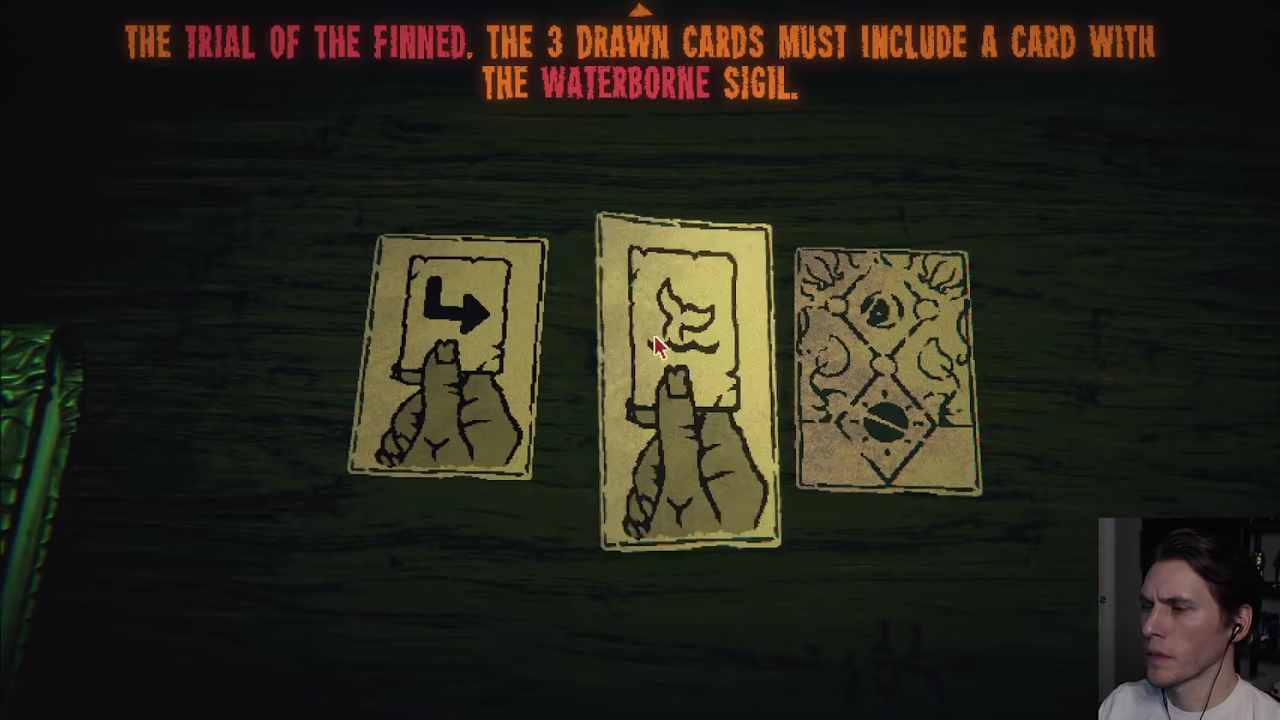 THE TRIAL OF THE FINNED. THE 3 DRAWN CARDS MUST INCLUDE A CARD WITH
THE WATERBORNE SIGIL.